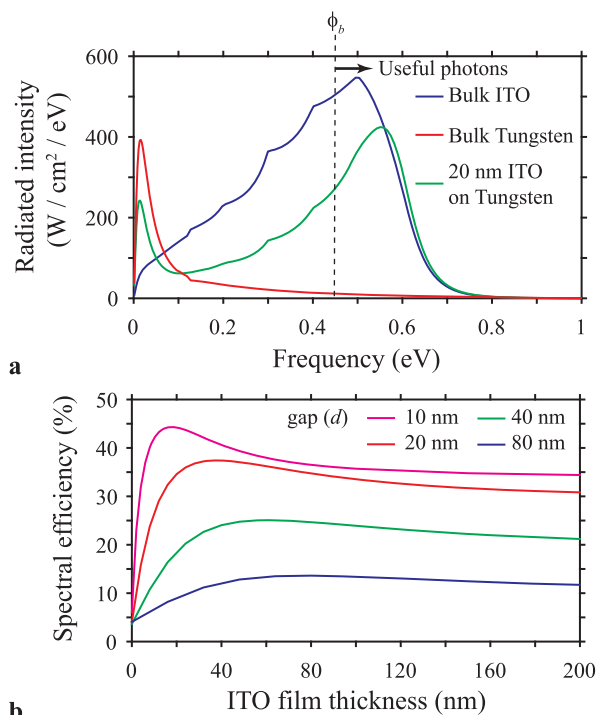 ϕb
600
400
200
0
Radiated intensity
(W / cm² / eV)
Useful photons
Bulk ITO
Bulk Tungsten
20 nm ITO
on Tungsten
0 0.2 0.4 0.6 0.8 1
Frequency (eV)
a
50
40
30
20
10
0
Spectral efficiency (%)
gap (d) 10 nm 40 nm
20 nm 80 nm
0 40 80 120 160 200
ITO film thickness (nm)
b